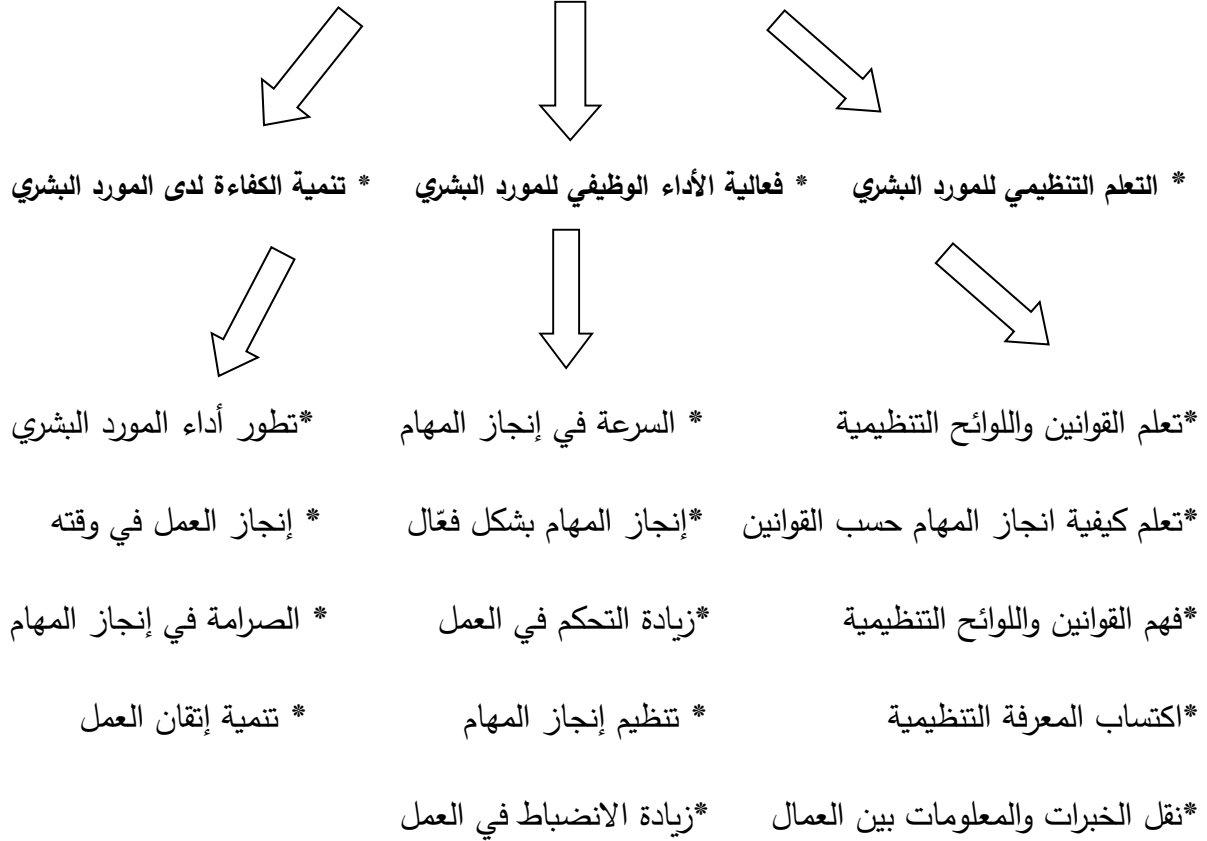 * التعلم التنظيمي للمورد البشري * فعالية الأداء الوظيفي للمورد البشري * تنمية الكفاءة لدى المورد البشري
*تعلم القوانين واللوائح التنظيمية * السرعة في إنجاز المهام *تطور أداء المورد البشري
*تعلم كيفية انجاز المهام حسب القوانين *إنجاز المهام بشكل فعّال * إنجاز العمل في وقته
*فهم القوانين واللوائح التنظيمية *زيادة التحكم في العمل * الصرامة في إنجاز المهام
*اكتساب المعرفة التنظيمية * تنظيم إنجاز المهام * تنمية إتقان العمل
*نقل الخبرات والمعلومات بين العمال *زيادة الانضباط في العمل